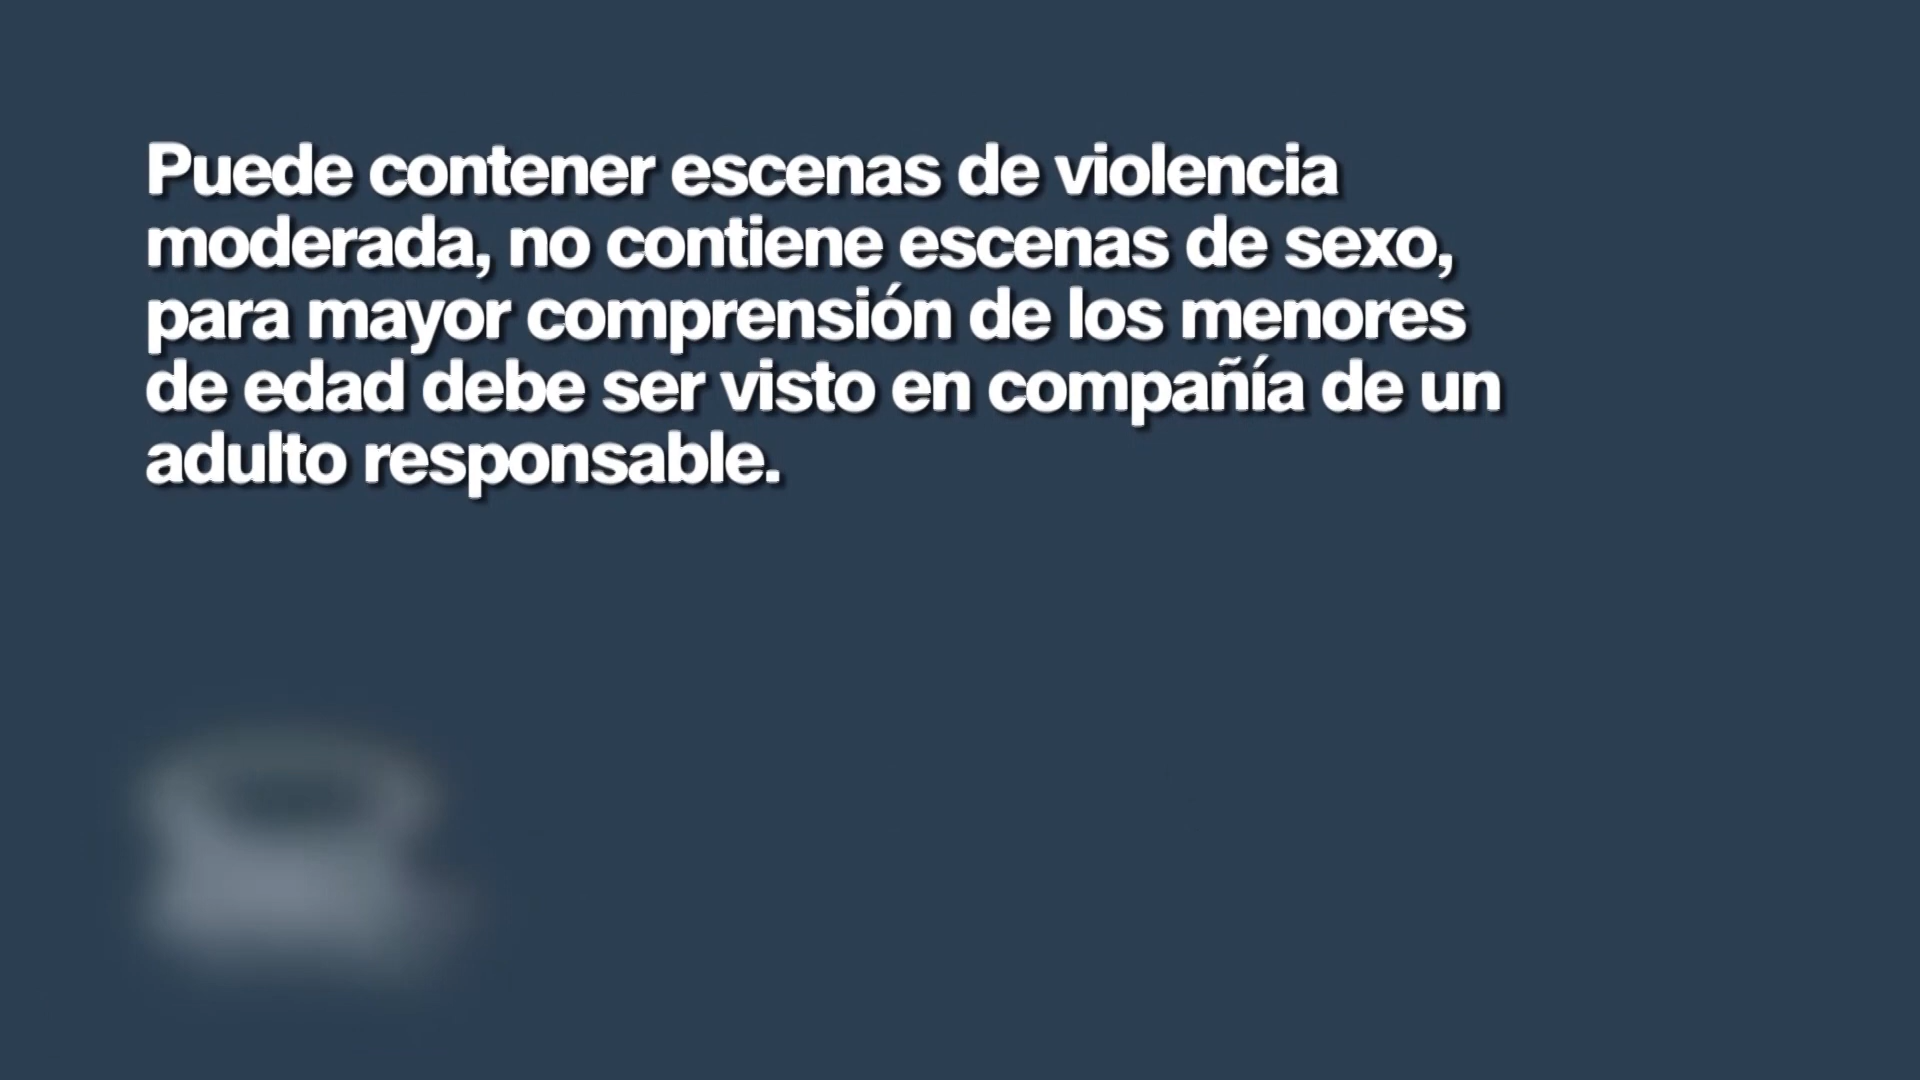 Puede contener escenas de violencia
moderada, no contiene escenas de sexo,
para mayor comprensión de los menores
de edad debe ser visto en compañía de un
adulto responsable.